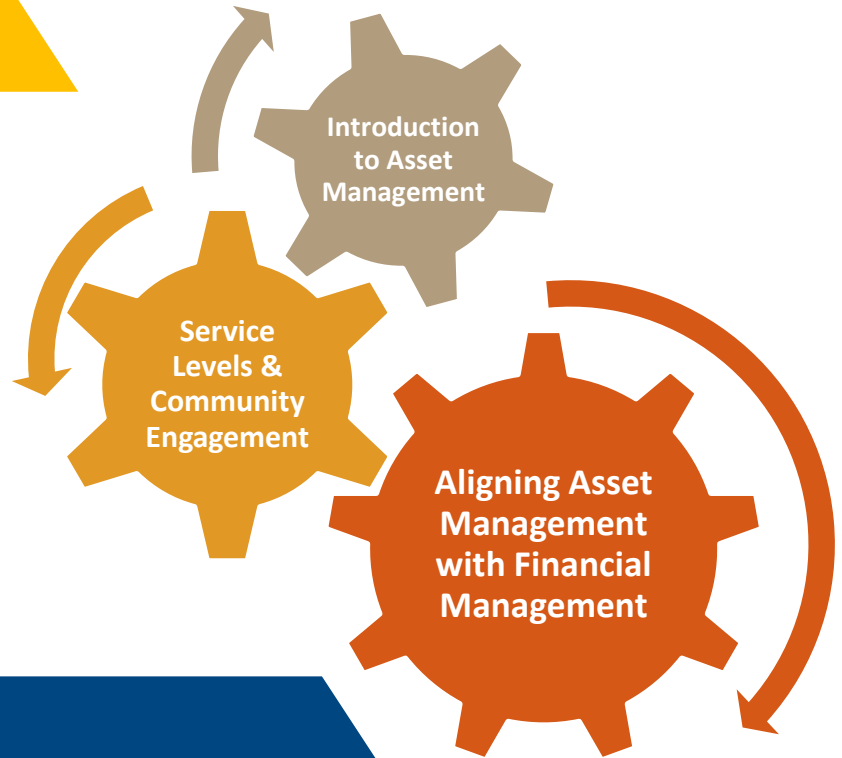 Introduction
to Asset
Management
Service
Levels &
Community
Engagement
Aligning Asset
Management
with Financial
Management